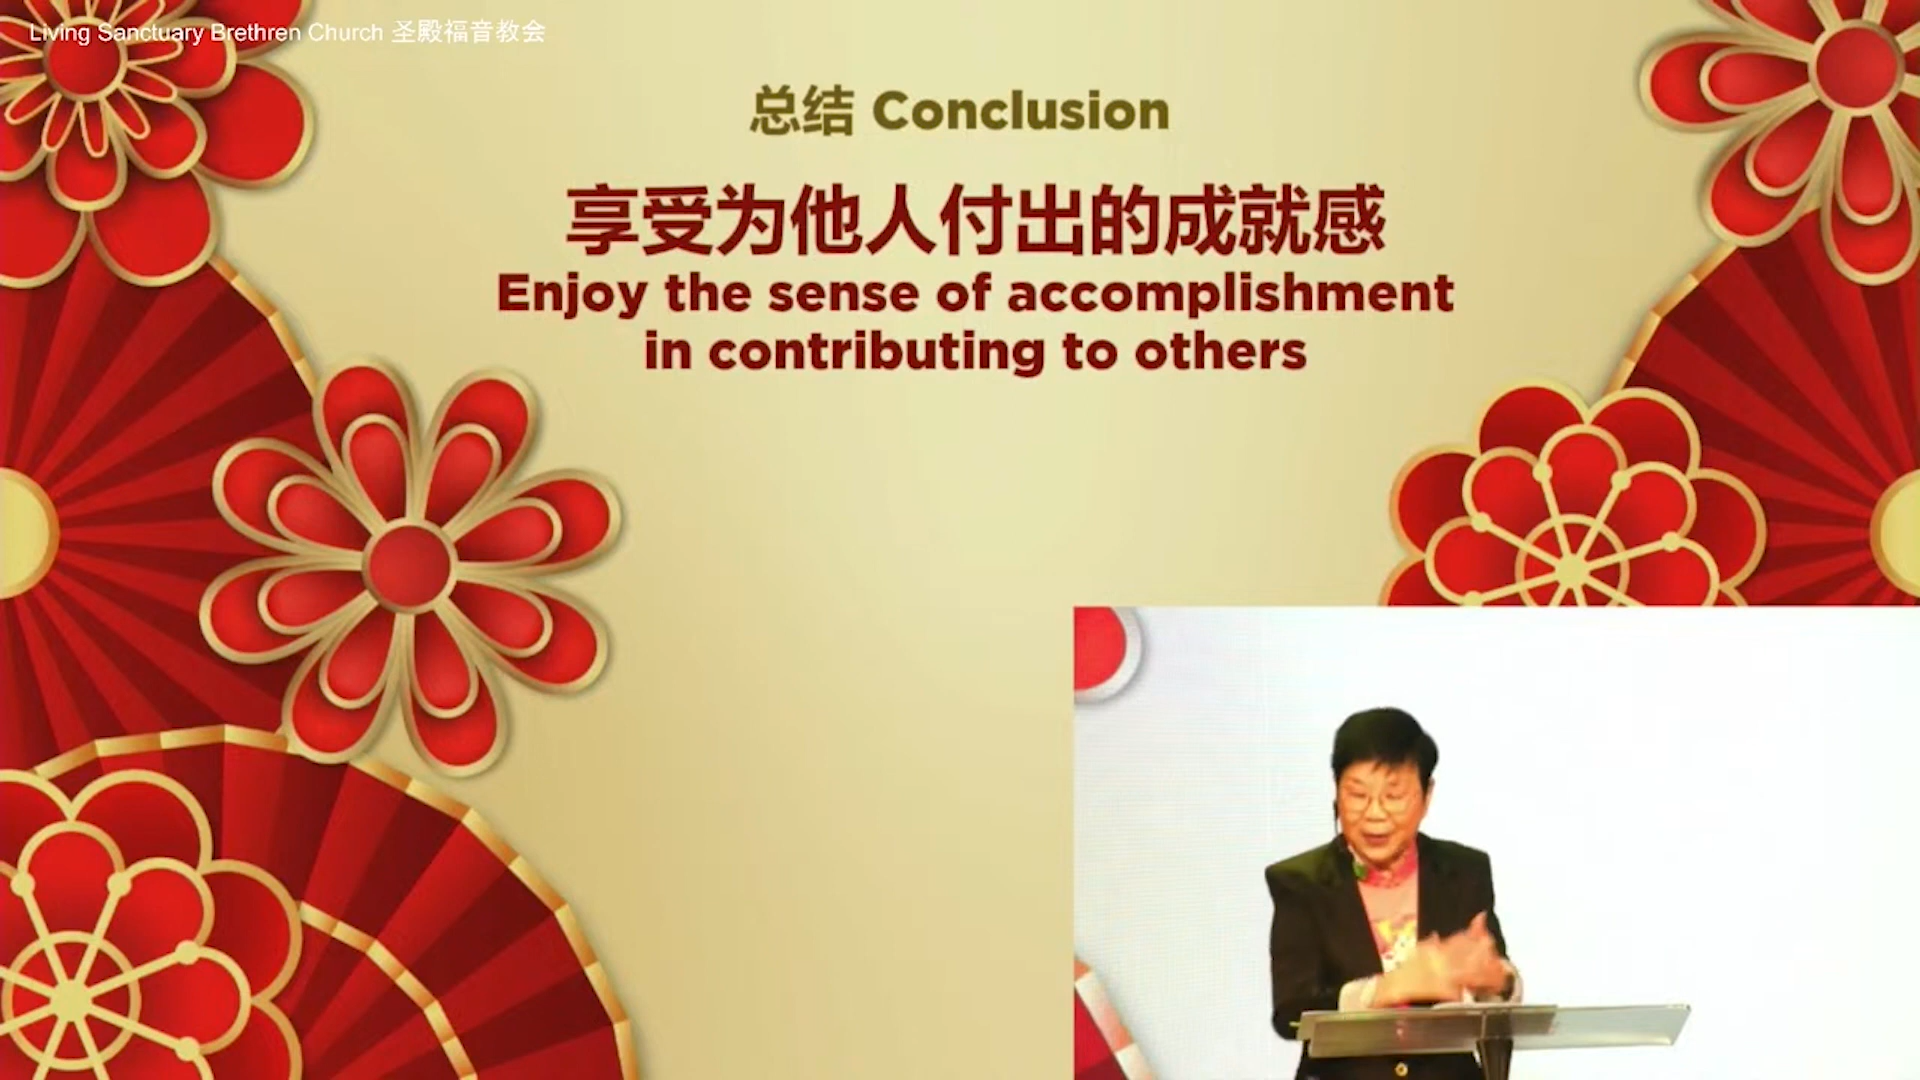 Living Sanctuary Brethren Church 圣殿福音教会
总结 Conclusion
享受为他人付出的成就感
Enjoy the sense of accomplishment
in contributing to others